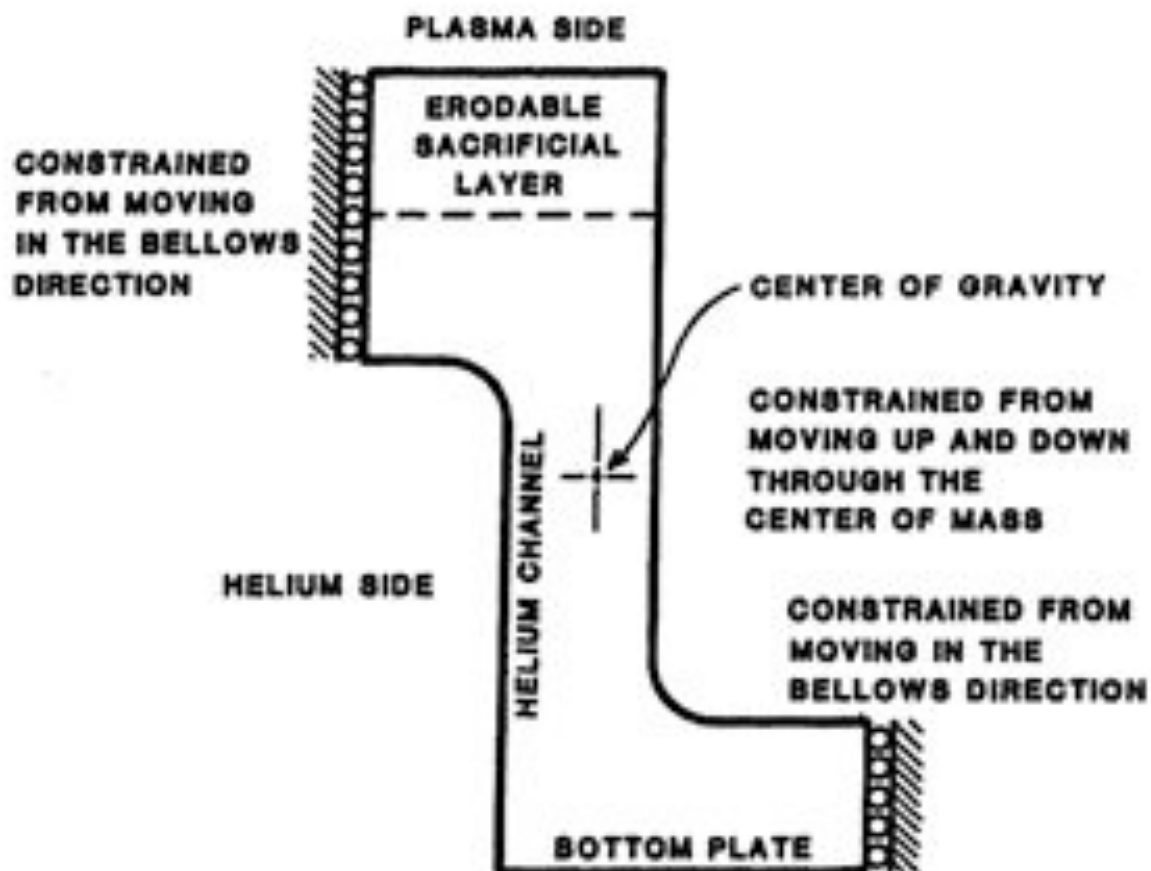 PLASMA SIDE
ERODABLE
SACRIFICIAL
LAYER
CONSTRAINED
FROM MOVING
IN THE BELLOWS
DIRECTION
CENTER OF GRAVITY
CONSTRAINED FROM
MOVING UP AND DOWN
THROUGH THE
CENTER OF MASS
HELIUM CHANNEL
HELIUM SIDE
CONSTRAINED FROM
MOVING IN THE
BELLOWS DIRECTION
BOTTOM PLATE